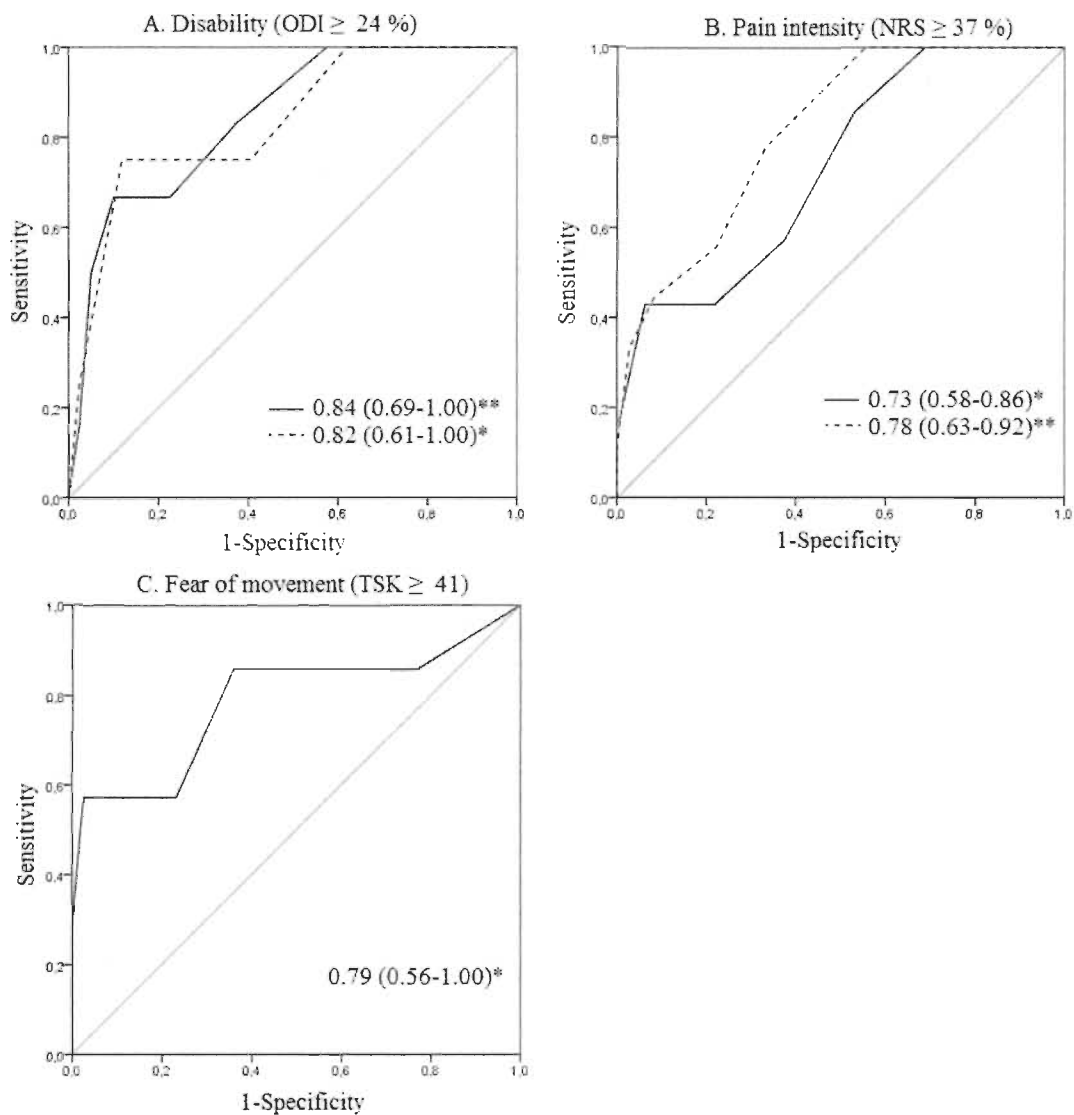 A. Disability (ODI ≥ 24 %)
1,0
0,8
0,6
0,4
0,2
0,0
Sensitivity
0.84 (0.69-1.00)**
0.82 (0.61-1.00)*
0,0 0,2 0,4 0,6 0,8 1,0
1-Specificity
B. Pain intensity (NRS ≥ 37 %)
1,0
0,8
0,6
0,4
0,2
0,0
Sensitivity
0.73 (0.58-0.86)*
0.78 (0.63-0.92)**
0,0 0,2 0,4 0,6 0,8 1,0
1-Specificity
C. Fear of movement (TSK ≥ 41)
1,0
0,8
0,6
0,4
0,2
0,0
Sensitivity
0.79 (0.56-1.00)*
0,0 0,2 0,4 0,6 0,8 1,0
1-Specificity